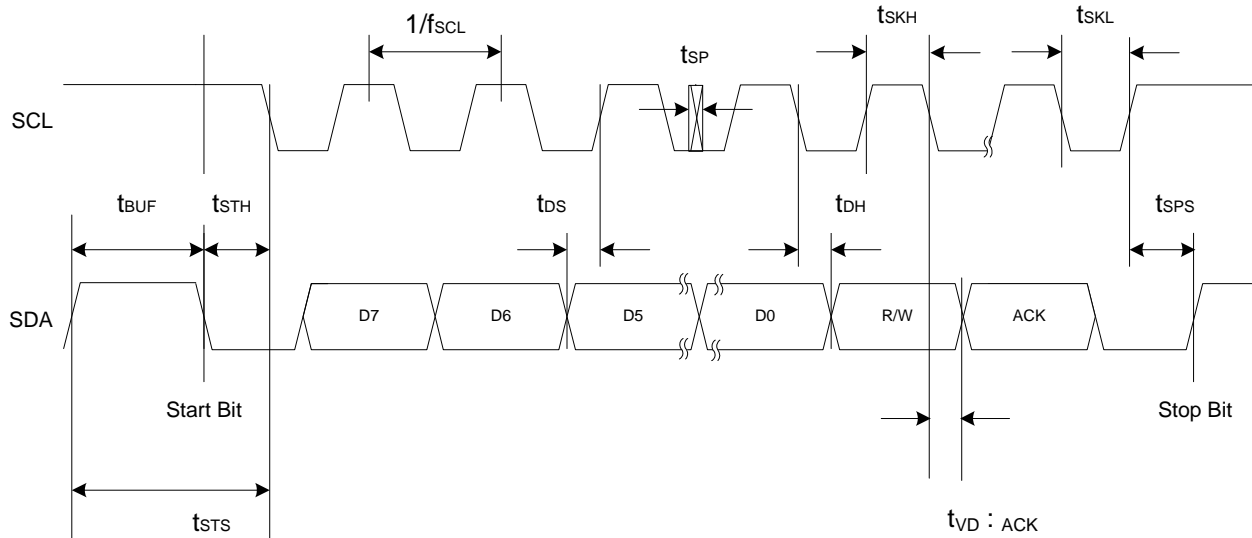 1/fSCL
tSP
tSKH
tSKL
SCL
tBUF
tSTH
tDS
tDH
tSPS
SDA
D7
D6
D5
D0
R/W
ACK
Start Bit
Stop Bit
tSTS
tVD : ACK